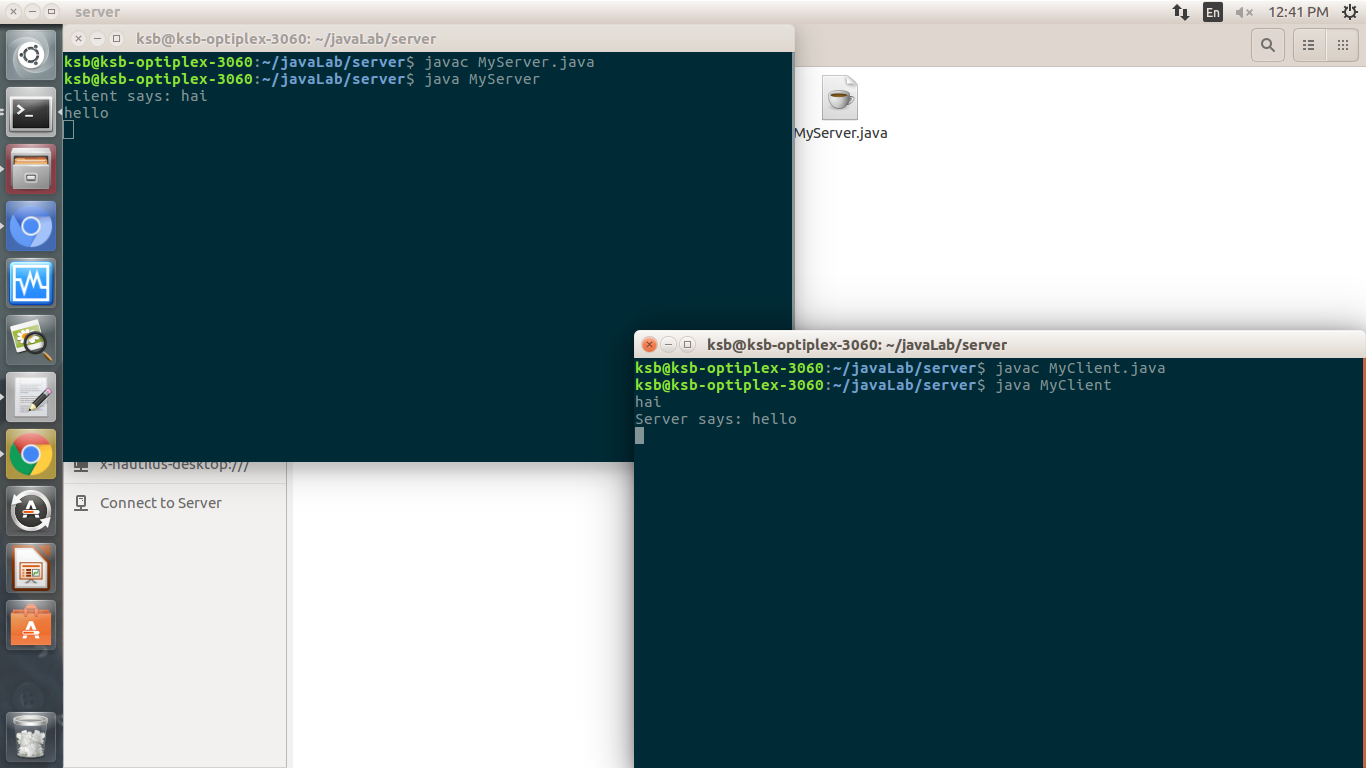 server
En
12:41 PM
ksb@ksb-optiplex-3060: ~/javaLab/server
ksb@ksb-optiplex-3060:~/javaLab/server$ javac MyServer.java
ksb@ksb-optiplex-3060:~/javaLab/server$ java MyServer
client says: hai
hello
MyServer.java
ksb@ksb-optiplex-3060: ~/javaLab/server
ksb@ksb-optiplex-3060:~/javaLab/server$ javac MyClient.java
ksb@ksb-optiplex-3060:~/javaLab/server$ java MyClient
hai
Server says: hello
x-nautilus-desktop:///
Connect to Server